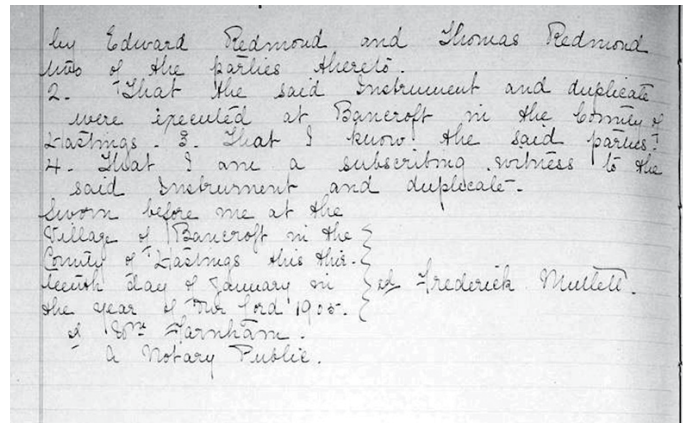 by Edward Redmond and Thomas Redmond
two of the parties thereto.
2. That the said Instrument and duplicate
were executed at Bancroft in the County of
Hastings. 3. That I know the said parties.
4. That I am a subscribing witness to the
said Instrument and duplicate.
Sworn before me at the
Village of Bancroft in the
County of Hastings this thir-
teenth day of January in
the year of Our Lord 1905.
Frederick Mullett.
Wm Farnham.
A Notary Public.